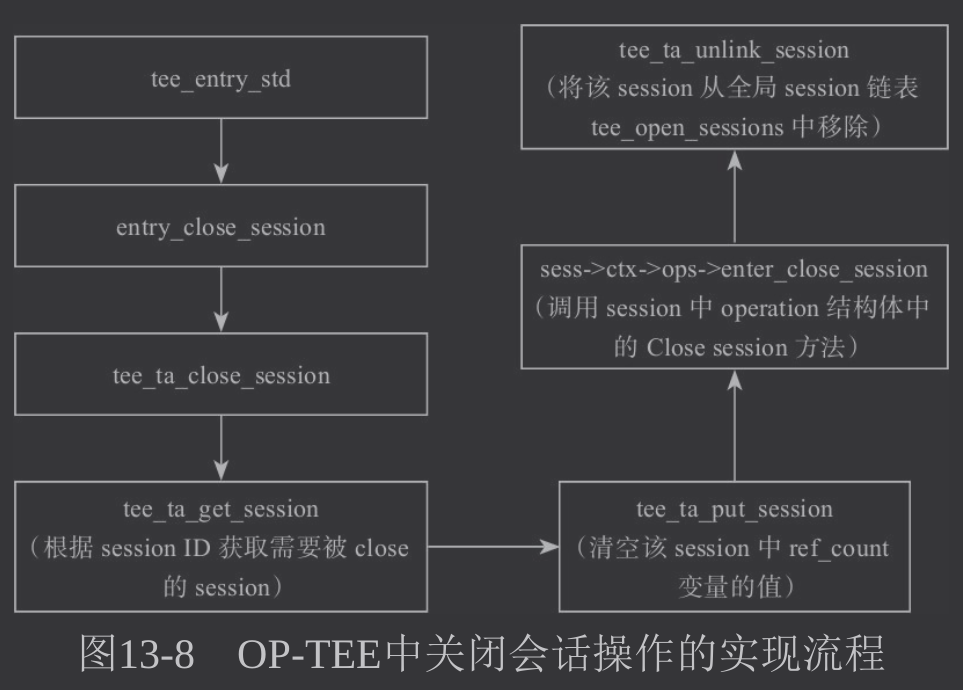 tee_entry_std
entry_close_session
tee_ta_close_session
tee_ta_get_session
（根据 session ID 获取需要被 close
的 session）
tee_ta_put_session
（清空该 session 中 ref_count
变量的值）
sess->ctx->ops->enter_close_session
（调用 session 中 operation 结构体中
的 Close session 方法）
tee_ta_unlink_session
（将该 session 从全局 session 链表
tee_open_sessions 中移除）
图13-8 OP-TEE中关闭会话操作的实现流程